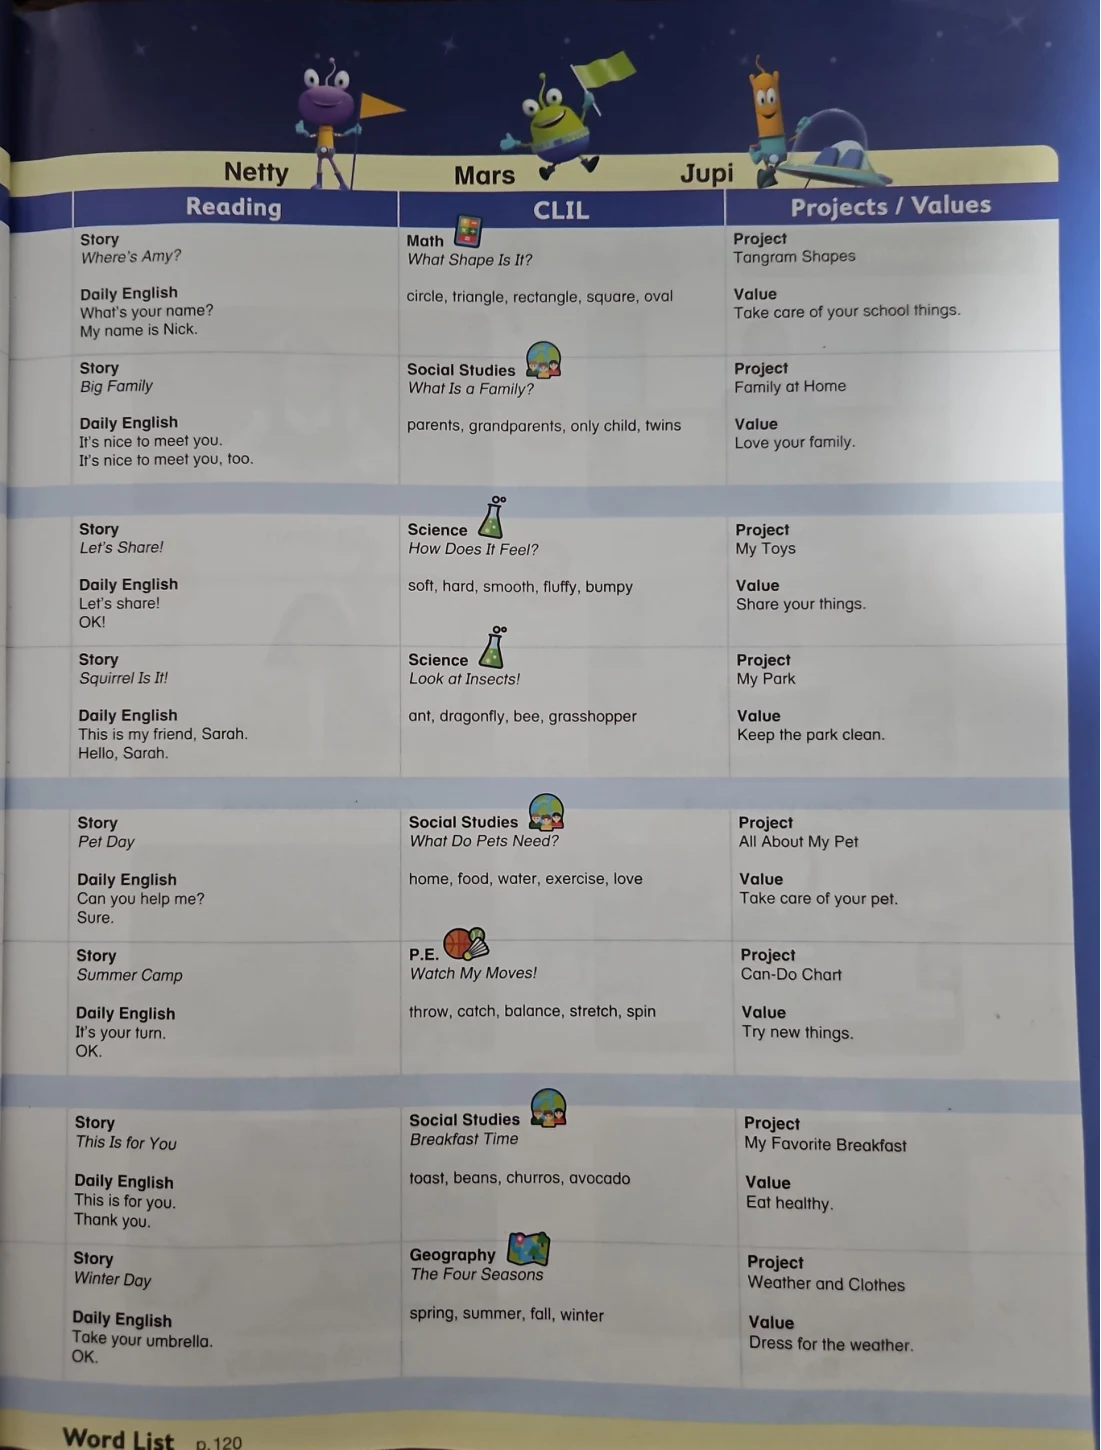 Netty
Mars
Jupi
Reading
CLIL
Projects / Values
Story
Where's Amy?
Daily English
What's your name?
My name is Nick.
Math
What Shape Is It?
circle, triangle, rectangle, square, oval
Project
Tangram Shapes
Value
Take care of your school things.
Story
Big Family
Daily English
It's nice to meet you.
It's nice to meet you, too.
Social Studies
What Is a Family?
parents, grandparents, only child, twins
Project
Family at Home
Value
Love your family.
Story
Let's Share!
Daily English
Let's share!
OK!
Science
How Does It Feel?
soft, hard, smooth, fluffy, bumpy
Project
My Toys
Value
Share your things.
Story
Squirrel Is It!
Daily English
This is my friend, Sarah.
Hello, Sarah.
Science
Look at Insects!
ant, dragonfly, bee, grasshopper
Project
My Park
Value
Keep the park clean.
Story
Pet Day
Daily English
Can you help me?
Sure.
Social Studies
What Do Pets Need?
home, food, water, exercise, love
Project
All About My Pet
Value
Take care of your pet.
Story
Summer Camp
Daily English
It's your turn.
OK.
P.E.
Watch My Moves!
throw, catch, balance, stretch, spin
Project
Can-Do Chart
Value
Try new things.
Story
This Is for You
Daily English
This is for you.
Thank you.
Social Studies
Breakfast Time
toast, beans, churros, avocado
Project
My Favorite Breakfast
Value
Eat healthy.
Story
Winter Day
Daily English
Take your umbrella.
OK.
Geography
The Four Seasons
spring, summer, fall, winter
Project
Weather and Clothes
Value
Dress for the weather.
Word List p.120